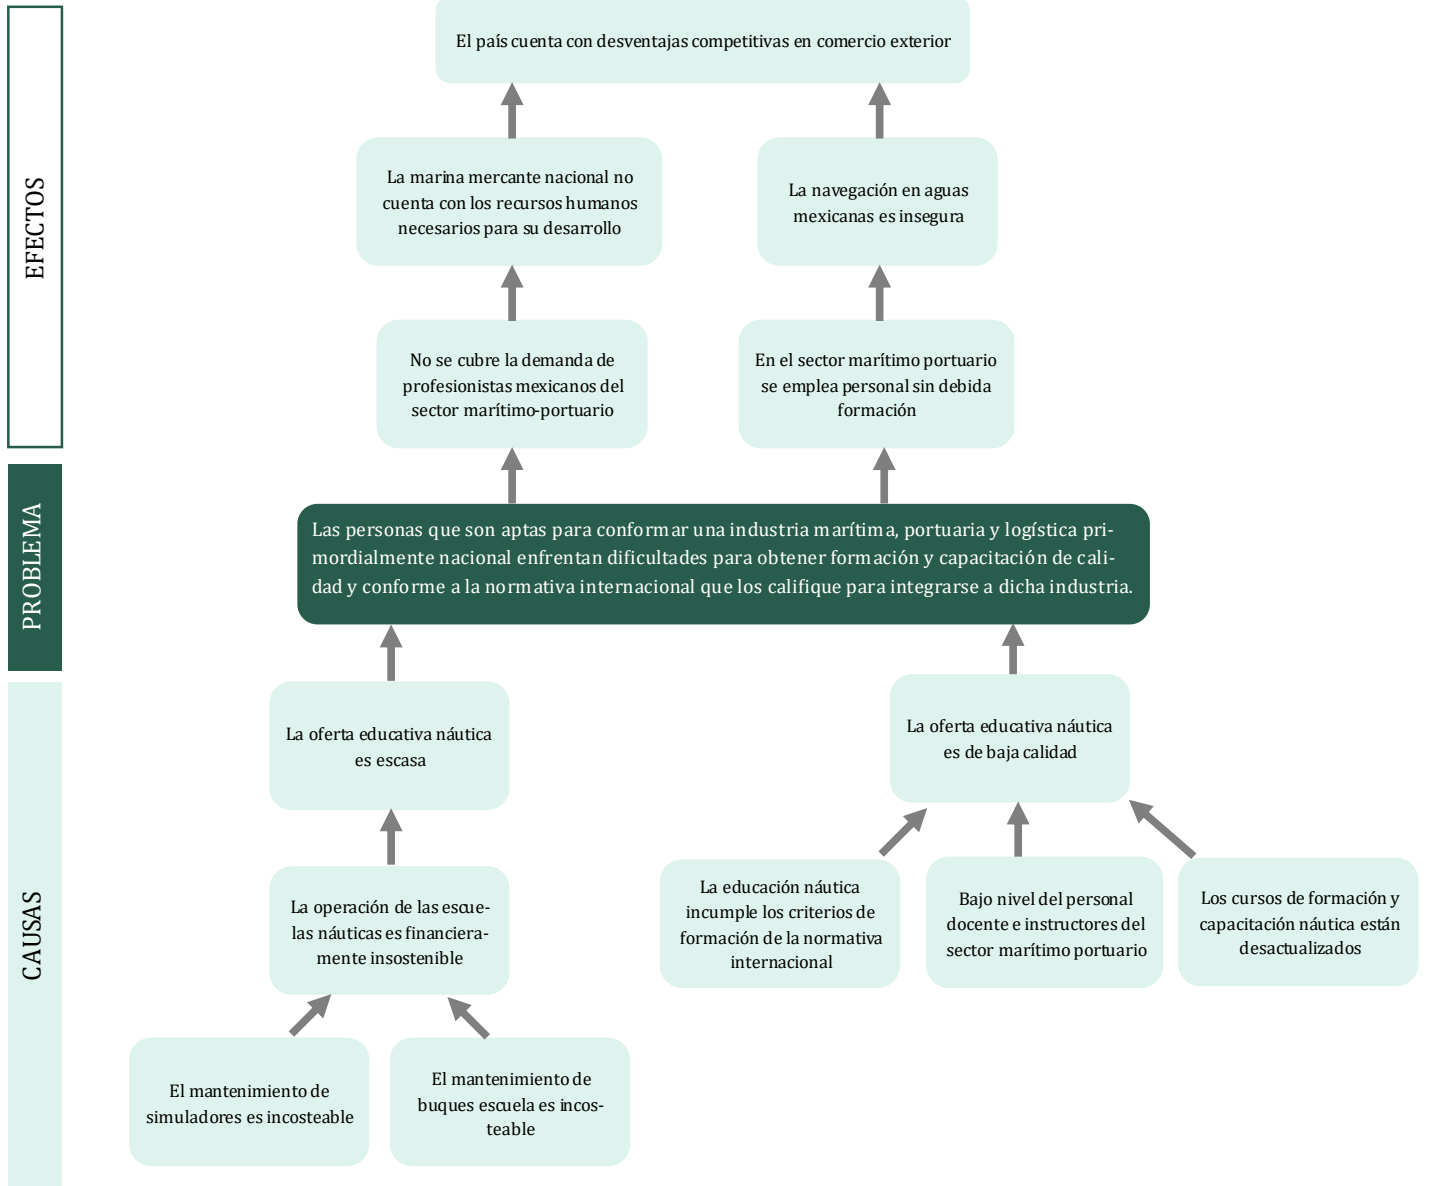 EFECTOS
El país cuenta con desventajas competitivas en comercio exterior
La marina mercante nacional no
cuenta con los recursos humanos
necesarios para su desarrollo
La navegación en aguas
mexicanas es insegura
No se cubre la demanda de
profesionistas mexicanos del
sector marítimo-portuario
En el sector marítimo portuario
se emplea personal sin debida
formación
PROBLEMA
Las personas que son aptas para conformar una industria marítima, portuaria y logística pri-
mordialmente nacional enfrentan dificultades para obtener formación y capacitación de cali-
dad y conforme a la normativa internacional que los califique para integrarse a dicha industria.
CAUSAS
La oferta educativa náutica
es escasa
La oferta educativa náutica
es de baja calidad
La operación de las escue-
las náuticas es financiera-
mente insostenible
La educación náutica
incumple los criterios de
formación de la normativa
internacional
Bajo nivel del personal
docente e instructores del
sector marítimo portuario
Los cursos de formación y
capacitación náutica están
desactualizados
El mantenimiento de
simuladores es incosteable
El mantenimiento de
buques escuela es incos-
teable